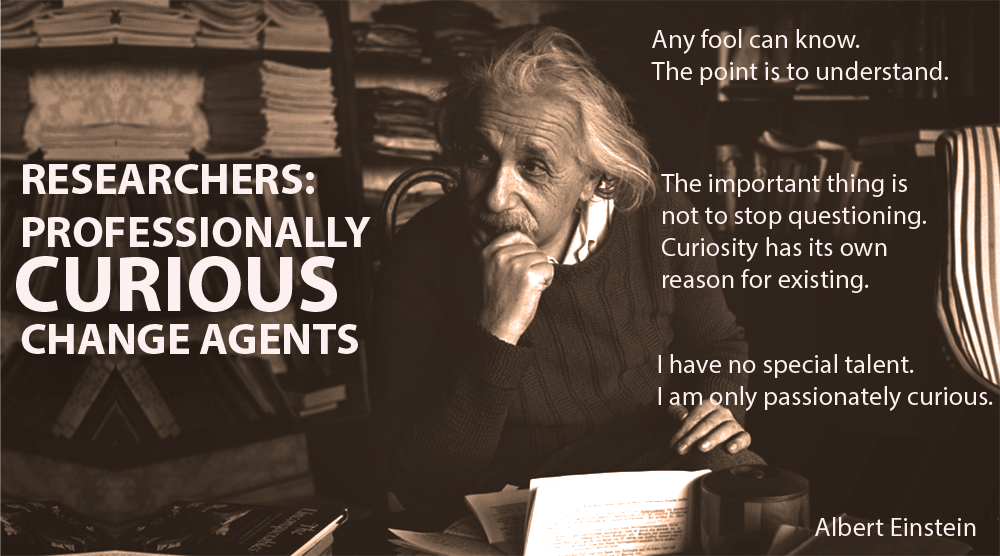 RESEARCHERS:
PROFESSIONALLY
CURIOUS
CHANGE AGENTS
Any fool can know.
The point is to understand.
The important thing is
not to stop questioning.
Curiosity has its own
reason for existing.
I have no special talent.
I am only passionately curious.
Albert Einstein